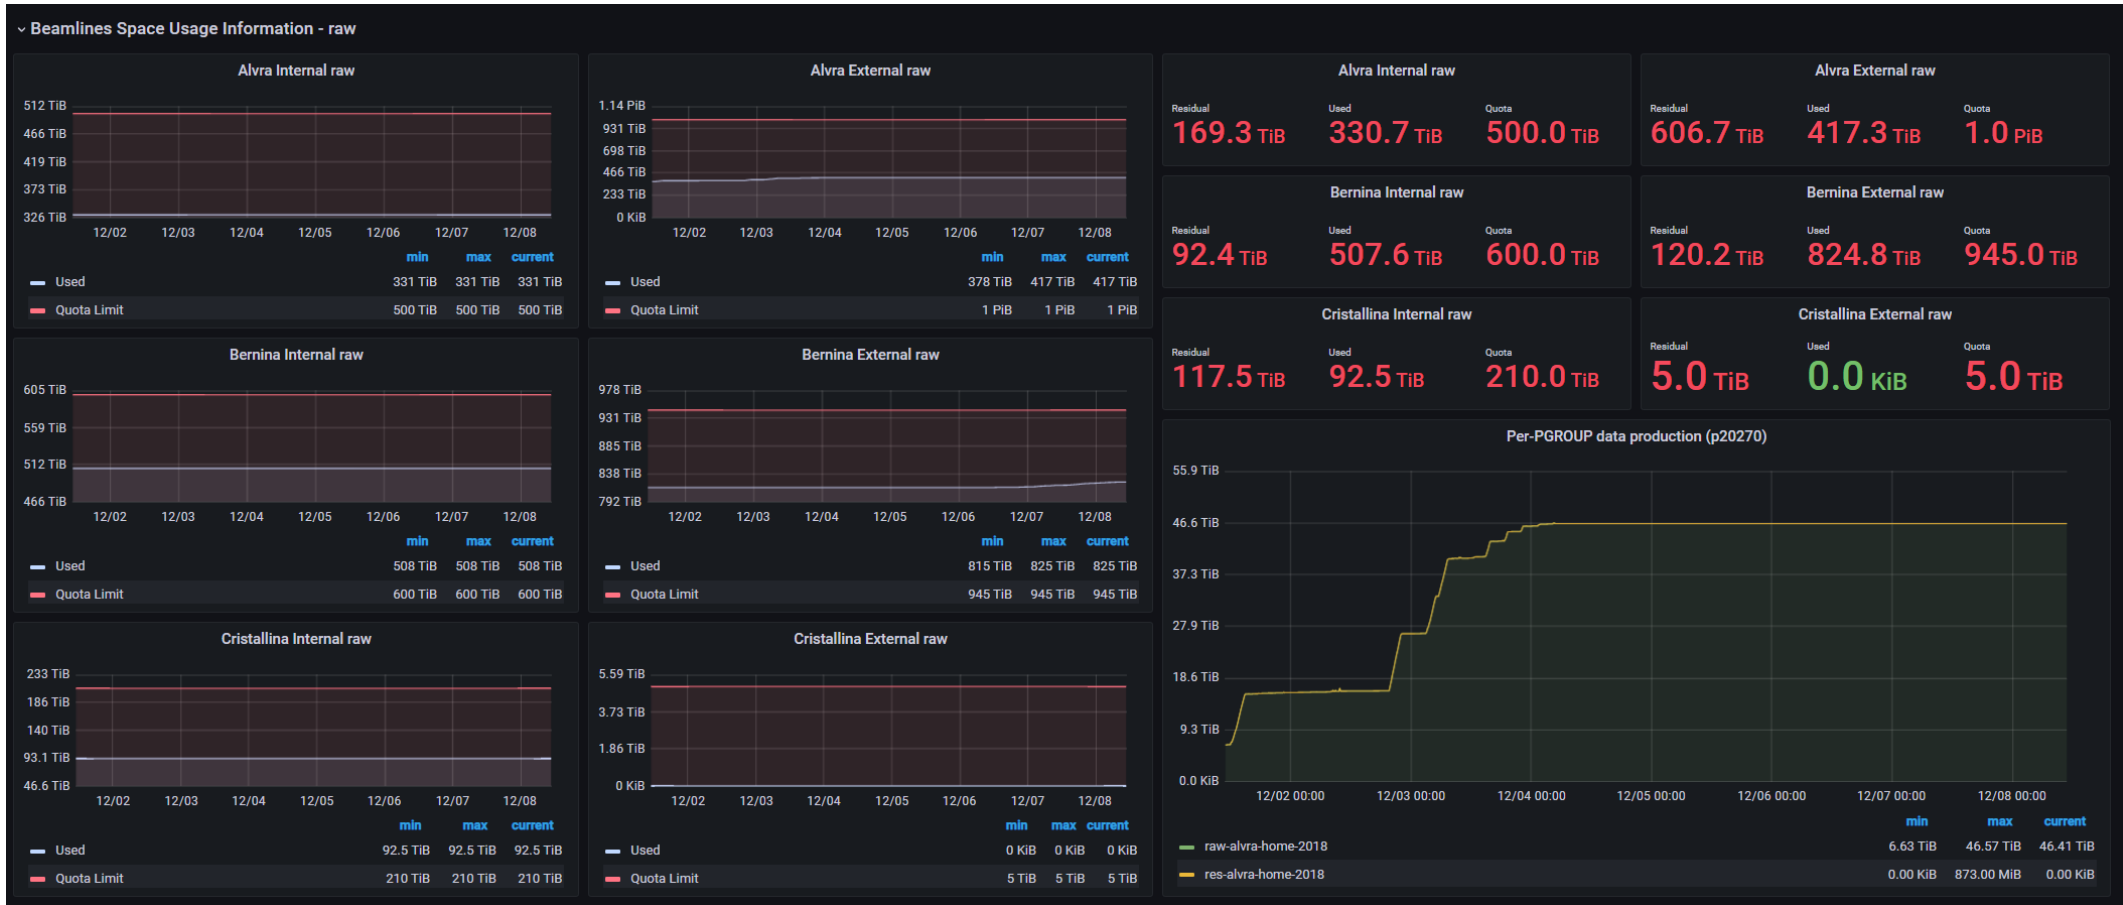 Beamlines Space Usage Information - raw
Alvra Internal raw
512 TiB
466 TiB
419 TiB
373 TiB
326 TiB
12/02 12/03 12/04 12/05 12/06 12/07 12/08
min max current
Used 331 TiB 331 TiB 331 TiB
Quota Limit 500 TiB 500 TiB 500 TiB
Alvra External raw
1.14 PiB
931 TiB
698 TiB
466 TiB
233 TiB
0 KiB
12/02 12/03 12/04 12/05 12/06 12/07 12/08
min max current
Used 378 TiB 417 TiB 417 TiB
Quota Limit 1 PiB 1 PiB 1 PiB
Alvra Internal raw
Residual Used Quota
169.3 TiB 330.7 TiB 500.0 TiB
Alvra External raw
Residual Used Quota
606.7 TiB 417.3 TiB 1.0 PiB
Bernina Internal raw
Residual Used Quota
92.4 TiB 507.6 TiB 600.0 TiB
Bernina External raw
Residual Used Quota
120.2 TiB 824.8 TiB 945.0 TiB
Cristallina Internal raw
Residual Used Quota
117.5 TiB 92.5 TiB 210.0 TiB
Cristallina External raw
Residual Used Quota
5.0 TiB 0.0 KiB 5.0 TiB
Bernina Internal raw
605 TiB
559 TiB
512 TiB
466 TiB
12/02 12/03 12/04 12/05 12/06 12/07 12/08
min max current
Used 508 TiB 508 TiB 508 TiB
Quota Limit 600 TiB 600 TiB 600 TiB
Bernina External raw
978 TiB
931 TiB
885 TiB
838 TiB
792 TiB
12/02 12/03 12/04 12/05 12/06 12/07 12/08
min max current
Used 815 TiB 825 TiB 825 TiB
Quota Limit 945 TiB 945 TiB 945 TiB
Cristallina Internal raw
233 TiB
186 TiB
140 TiB
93.1 TiB
46.6 TiB
12/02 12/03 12/04 12/05 12/06 12/07 12/08
min max current
Used 92.5 TiB 92.5 TiB 92.5 TiB
Quota Limit 210 TiB 210 TiB 210 TiB
Cristallina External raw
5.59 TiB
3.73 TiB
1.86 TiB
0 KiB
12/02 12/03 12/04 12/05 12/06 12/07 12/08
min max current
Used 0 KiB 0 KiB 0 KiB
Quota Limit 5 TiB 5 TiB 5 TiB
Per-PGROUP data production (p20270)
55.9 TiB
46.6 TiB
37.3 TiB
27.9 TiB
18.6 TiB
9.3 TiB
0.0 KiB
12/02 00:00 12/03 00:00 12/04 00:00 12/05 00:00 12/06 00:00 12/07 00:00 12/08 00:00
min max current
raw-alvra-home-2018 6.63 TiB 46.57 TiB 46.41 TiB
res-alvra-home-2018 0.00 KiB 873.00 MiB 0.00 KiB